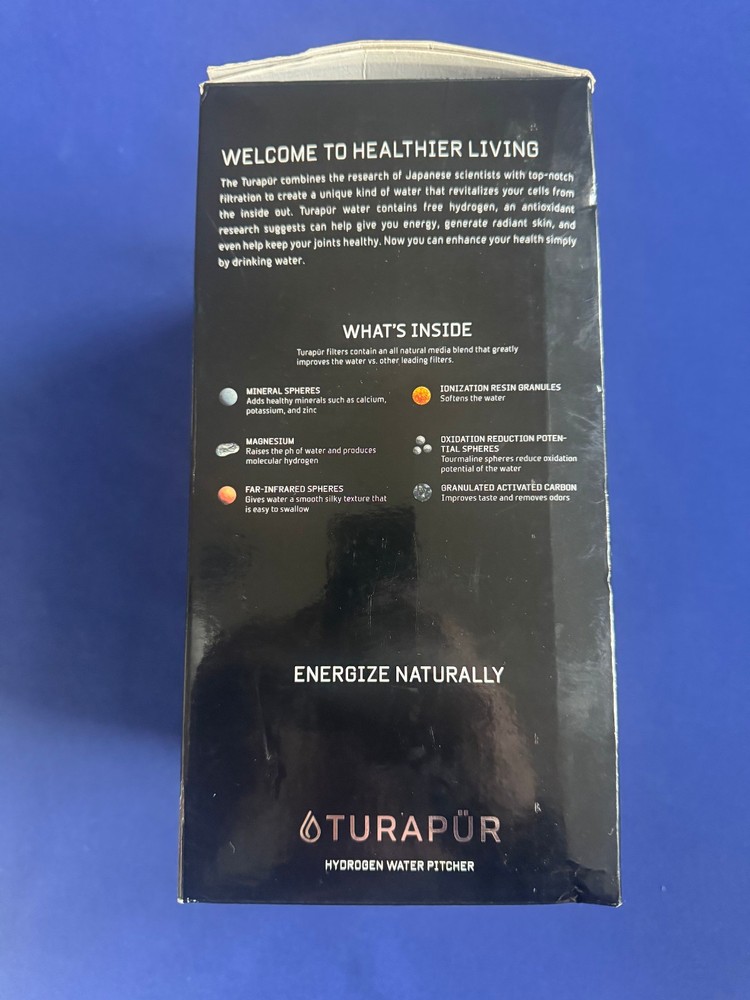 WELCOME TO HEALTHIER LIVING
The Turapür combines the research of Japanese scientists with top-notch
filtration to create a unique kind of water that revitalizes your cells from
the inside out. Turapür water contains free hydrogen, an antioxidant
research suggests can help give you energy, generate radiant skin, and
even help keep your joints healthy. Now you can enhance your health simply
by drinking water.
WHAT'S INSIDE
Turapür filters contain an all natural media blend that greatly
improves the water vs. other leading filters.
MINERAL SPHERES
Adds healthy minerals such as calcium,
potassium, and zinc
MAGNESIUM
Raises the ph of water and produces
molecular hydrogen
FAR-INFRARED SPHERES
Gives water a smooth silky texture that
is easy to swallow
IONIZATION RESIN GRANULES
Softens the water
OXIDATION REDUCTION POTEN-
TIAL SPHERES
Tourmaline spheres reduce oxidation
potential of the water
GRANULATED ACTIVATED CARBON
Improves taste and removes odors
ENERGIZE NATURALLY
TURAPÜR
HYDROGEN WATER PITCHER